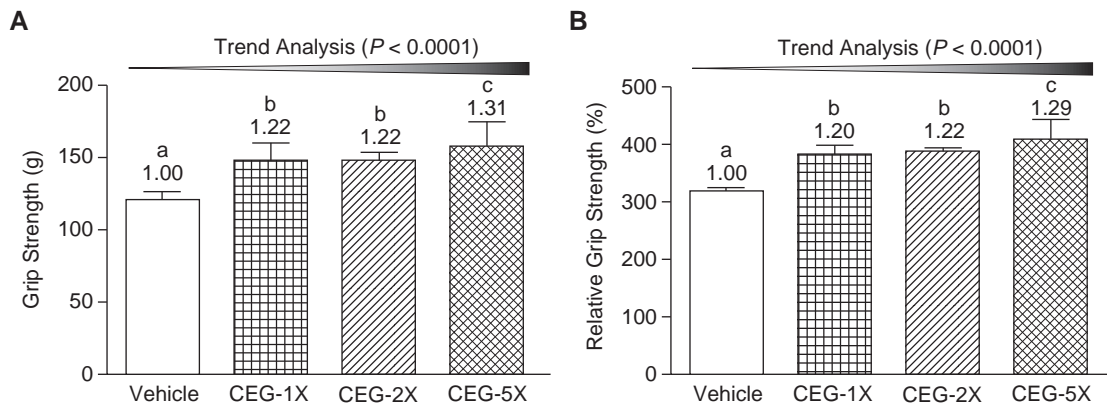 A
Trend Analysis (P < 0.0001)
Grip Strength (g)
200
150
100
50
0
a
1.00
b
1.22
b
1.22
c
1.31
Vehicle
CEG-1X
CEG-2X
CEG-5X
B
Trend Analysis (P < 0.0001)
Relative Grip Strength (%)
500
400
300
200
100
0
a
1.00
b
1.20
b
1.22
c
1.29
Vehicle
CEG-1X
CEG-2X
CEG-5X